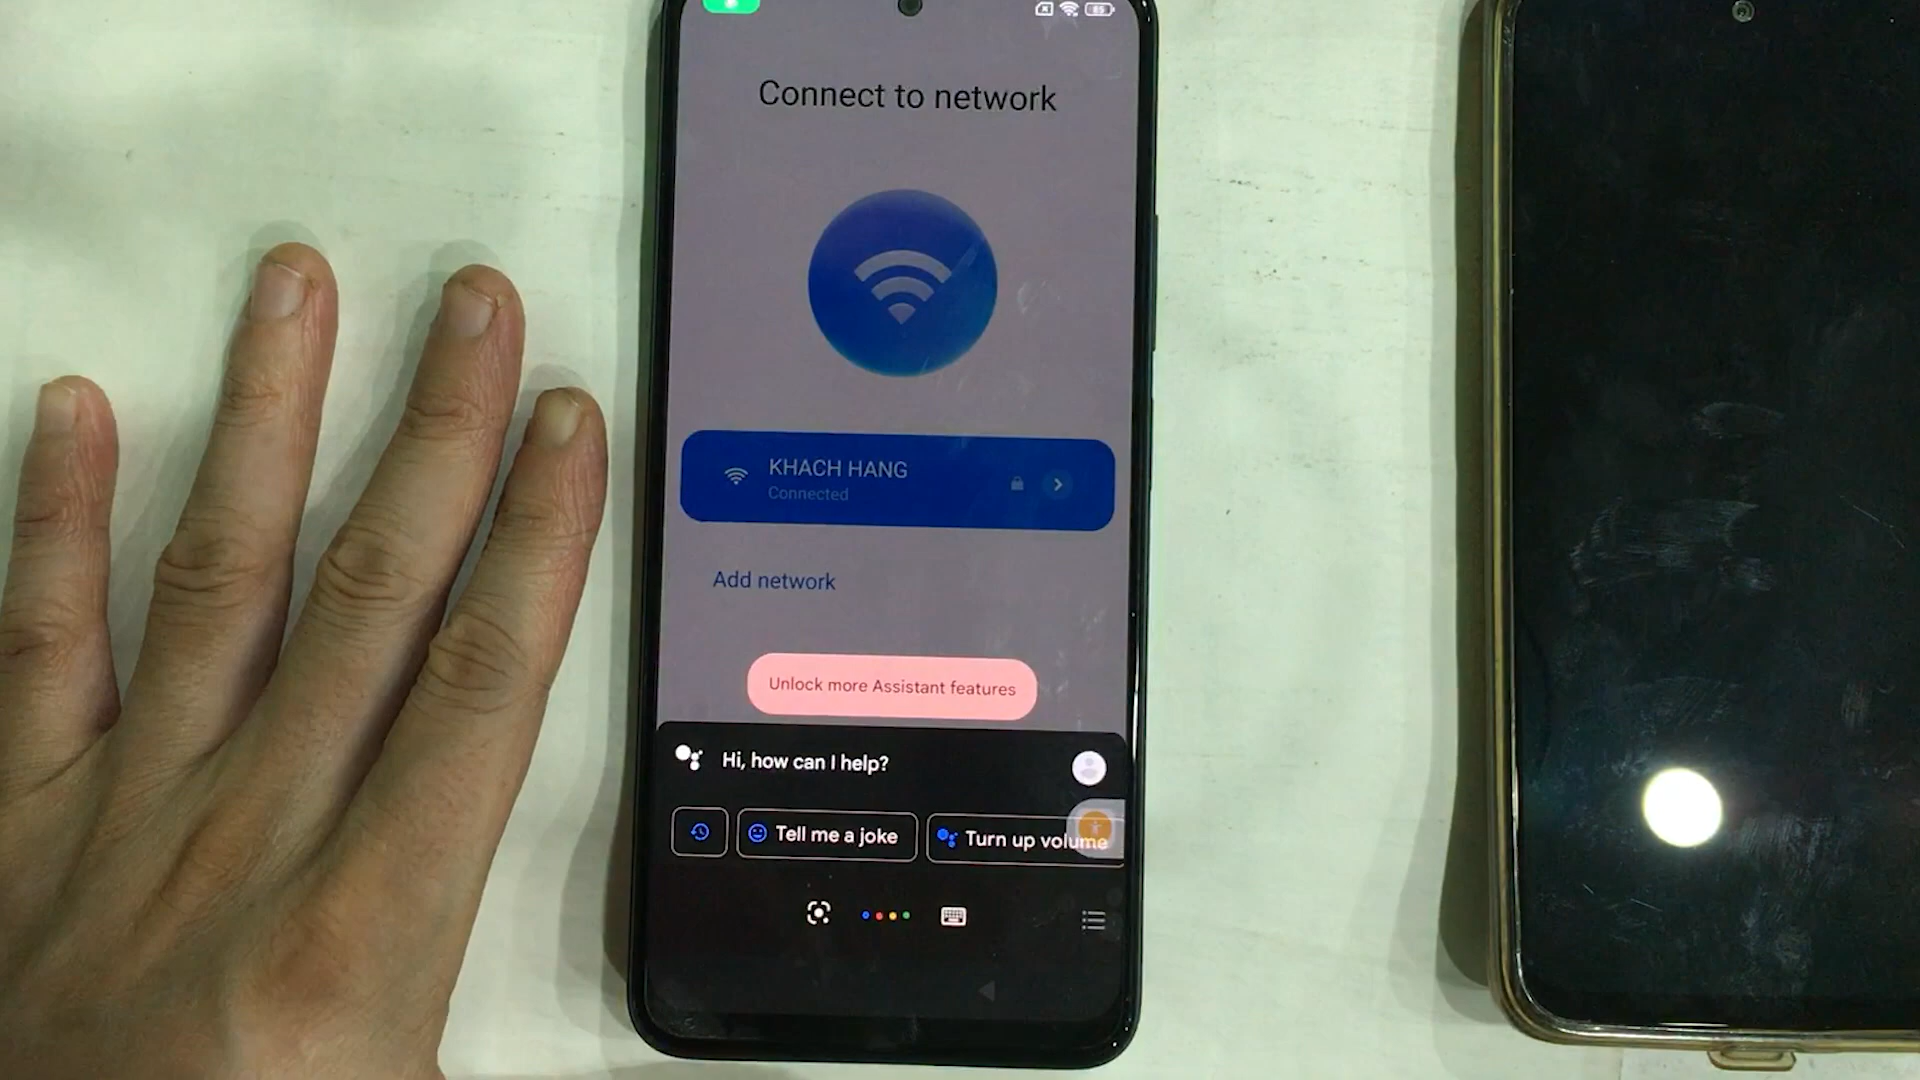 85
Connect to network
KHACH HANG
Connected
Add network
Unlock more Assistant features
Hi, how can I help?
Tell me a joke
Turn up volume